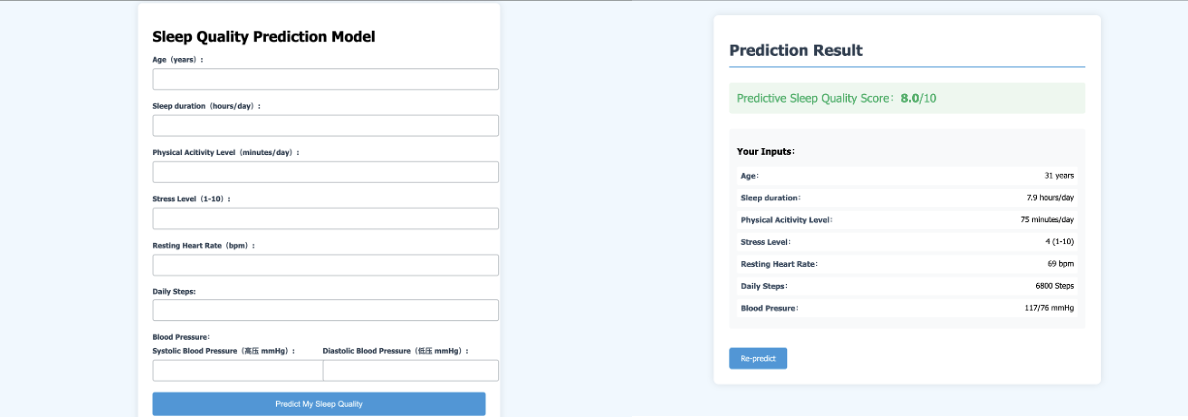 Sleep Quality Prediction Model
Age（years）:
Sleep duration（hours/day）:
Physical Acitivity Level（minutes/day）:
Stress Level（1-10）:
Resting Heart Rate（bpm）:
Daily Steps:
Blood Pressure:
Systolic Blood Pressure（高压 mmHg）: Diastolic Blood Pressure（低压 mmHg）:
Predict My Sleep Quality
Prediction Result
Predictive Sleep Quality Score: 8.0/10
Your Inputs:
Age: 31 years
Sleep duration: 7.9 hours/day
Physical Acitivity Level: 75 minutes/day
Stress Level: 4 (1-10)
Resting Heart Rate: 69 bpm
Daily Steps: 6800 Steps
Blood Presure: 117/76 mmHg
Re-predict